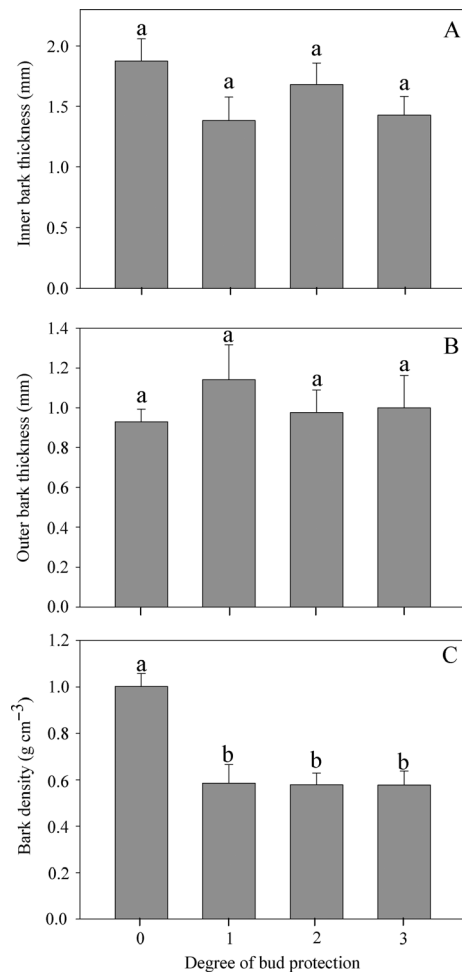 A
a
a
a
a
2.0
1.5
1.0
0.5
0.0
Inner bark thickness (mm)
B
a
a
a
a
1.4
1.2
1.0
0.8
0.6
0.4
0.2
0.0
Outer bark thickness (mm)
C
a
b
b
b
1.2
1.0
0.8
0.6
0.4
0.2
0.0
Bark density (g cm⁻³)
0 1 2 3
Degree of bud protection